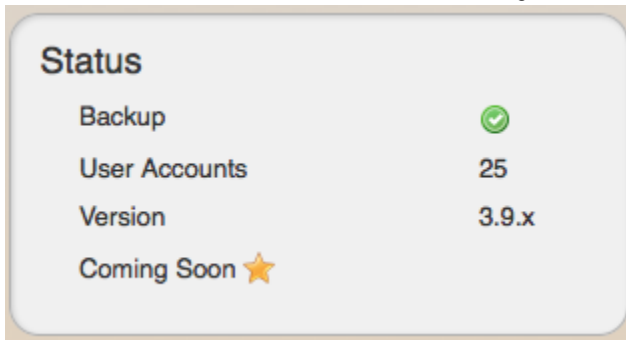 Status
Backup
User Accounts 25
Version 3.9.x
Coming Soon